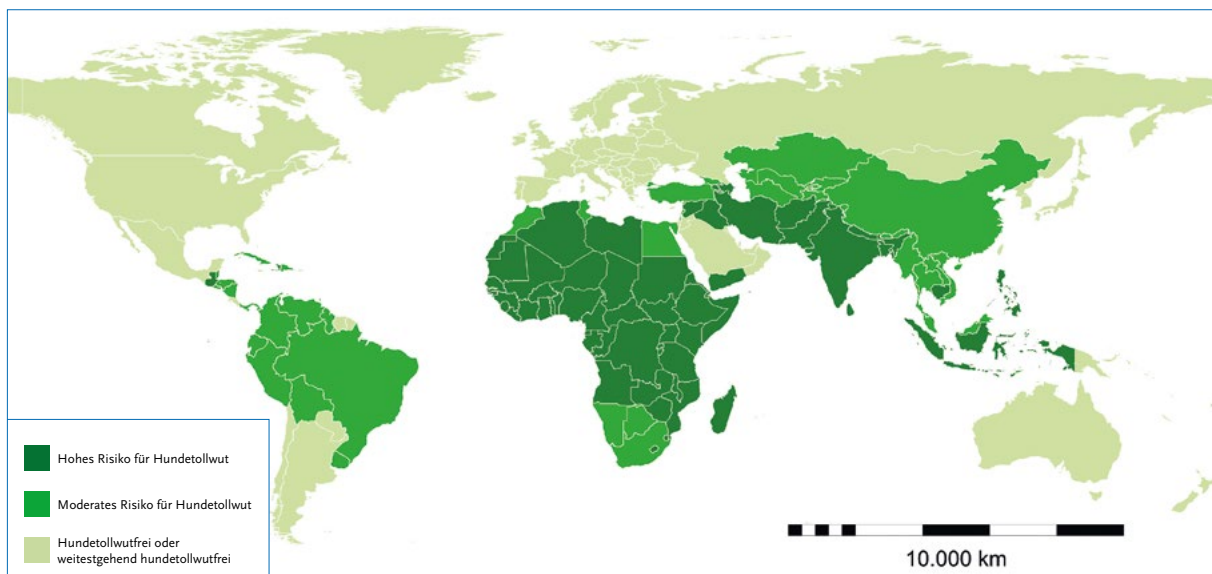 Hohes Risiko für Hundetollwut
Moderates Risiko für Hundetollwut
Hundetollwutfrei oder
weitestgehend hundetollwutfrei
10.000 km